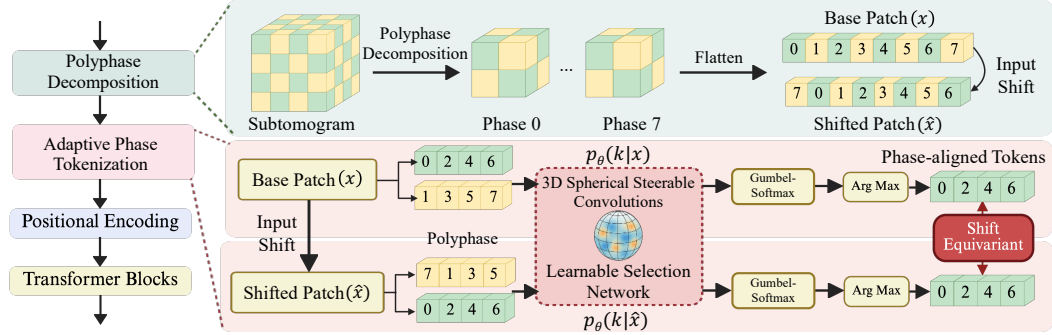 Polyphase
Decomposition
Adaptive Phase
Tokenization
Positional Encoding
Transformer Blocks
Subtomogram
Polyphase
Decomposition
Phase 0
...
Phase 7
Flatten
Base Patch(x)
0 1 2 3 4 5 6 7
Input
Shift
7 0 1 2 3 4 5 6
Shifted Patch(x̂)
Base Patch(x)
0 2 4 6
1 3 5 7
Input
Shift
Polyphase
Shifted Patch(x̂)
7 1 3 5
0 2 4 6
pθ(k|x)
3D Spherical Steerable
Convolutions
Learnable Selection
Network
pθ(k|x̂)
Gumbel-
Softmax
Arg Max
Phase-aligned Tokens
0 2 4 6
Shift
Equivariant
Gumbel-
Softmax
Arg Max
0 2 4 6